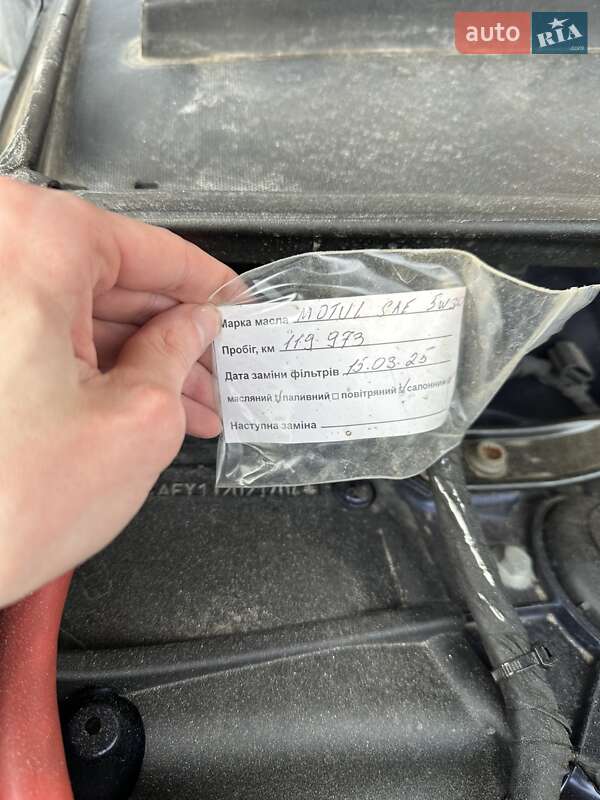 auto RIA.com
Марка масла MOTUL SAE 5W30
Пробіг, км 119.973
Дата заміни фільтрів 15.03.25
масляний ☑ паливний □ повітряний ☑ салонний
Наступна заміна